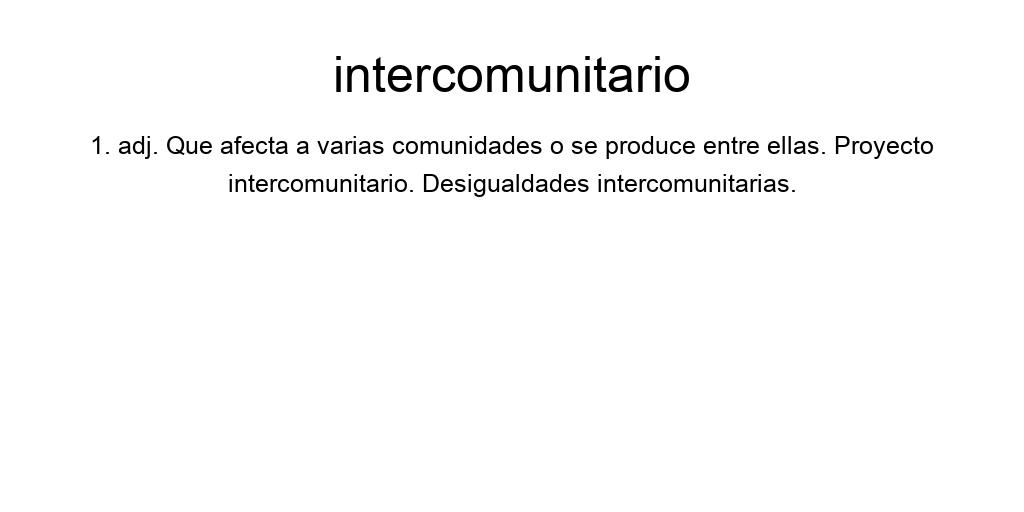 intercomunitario
1. adj. Que afecta a varias comunidades o se produce entre ellas. Proyecto
intercomunitario. Desigualdades intercomunitarias.